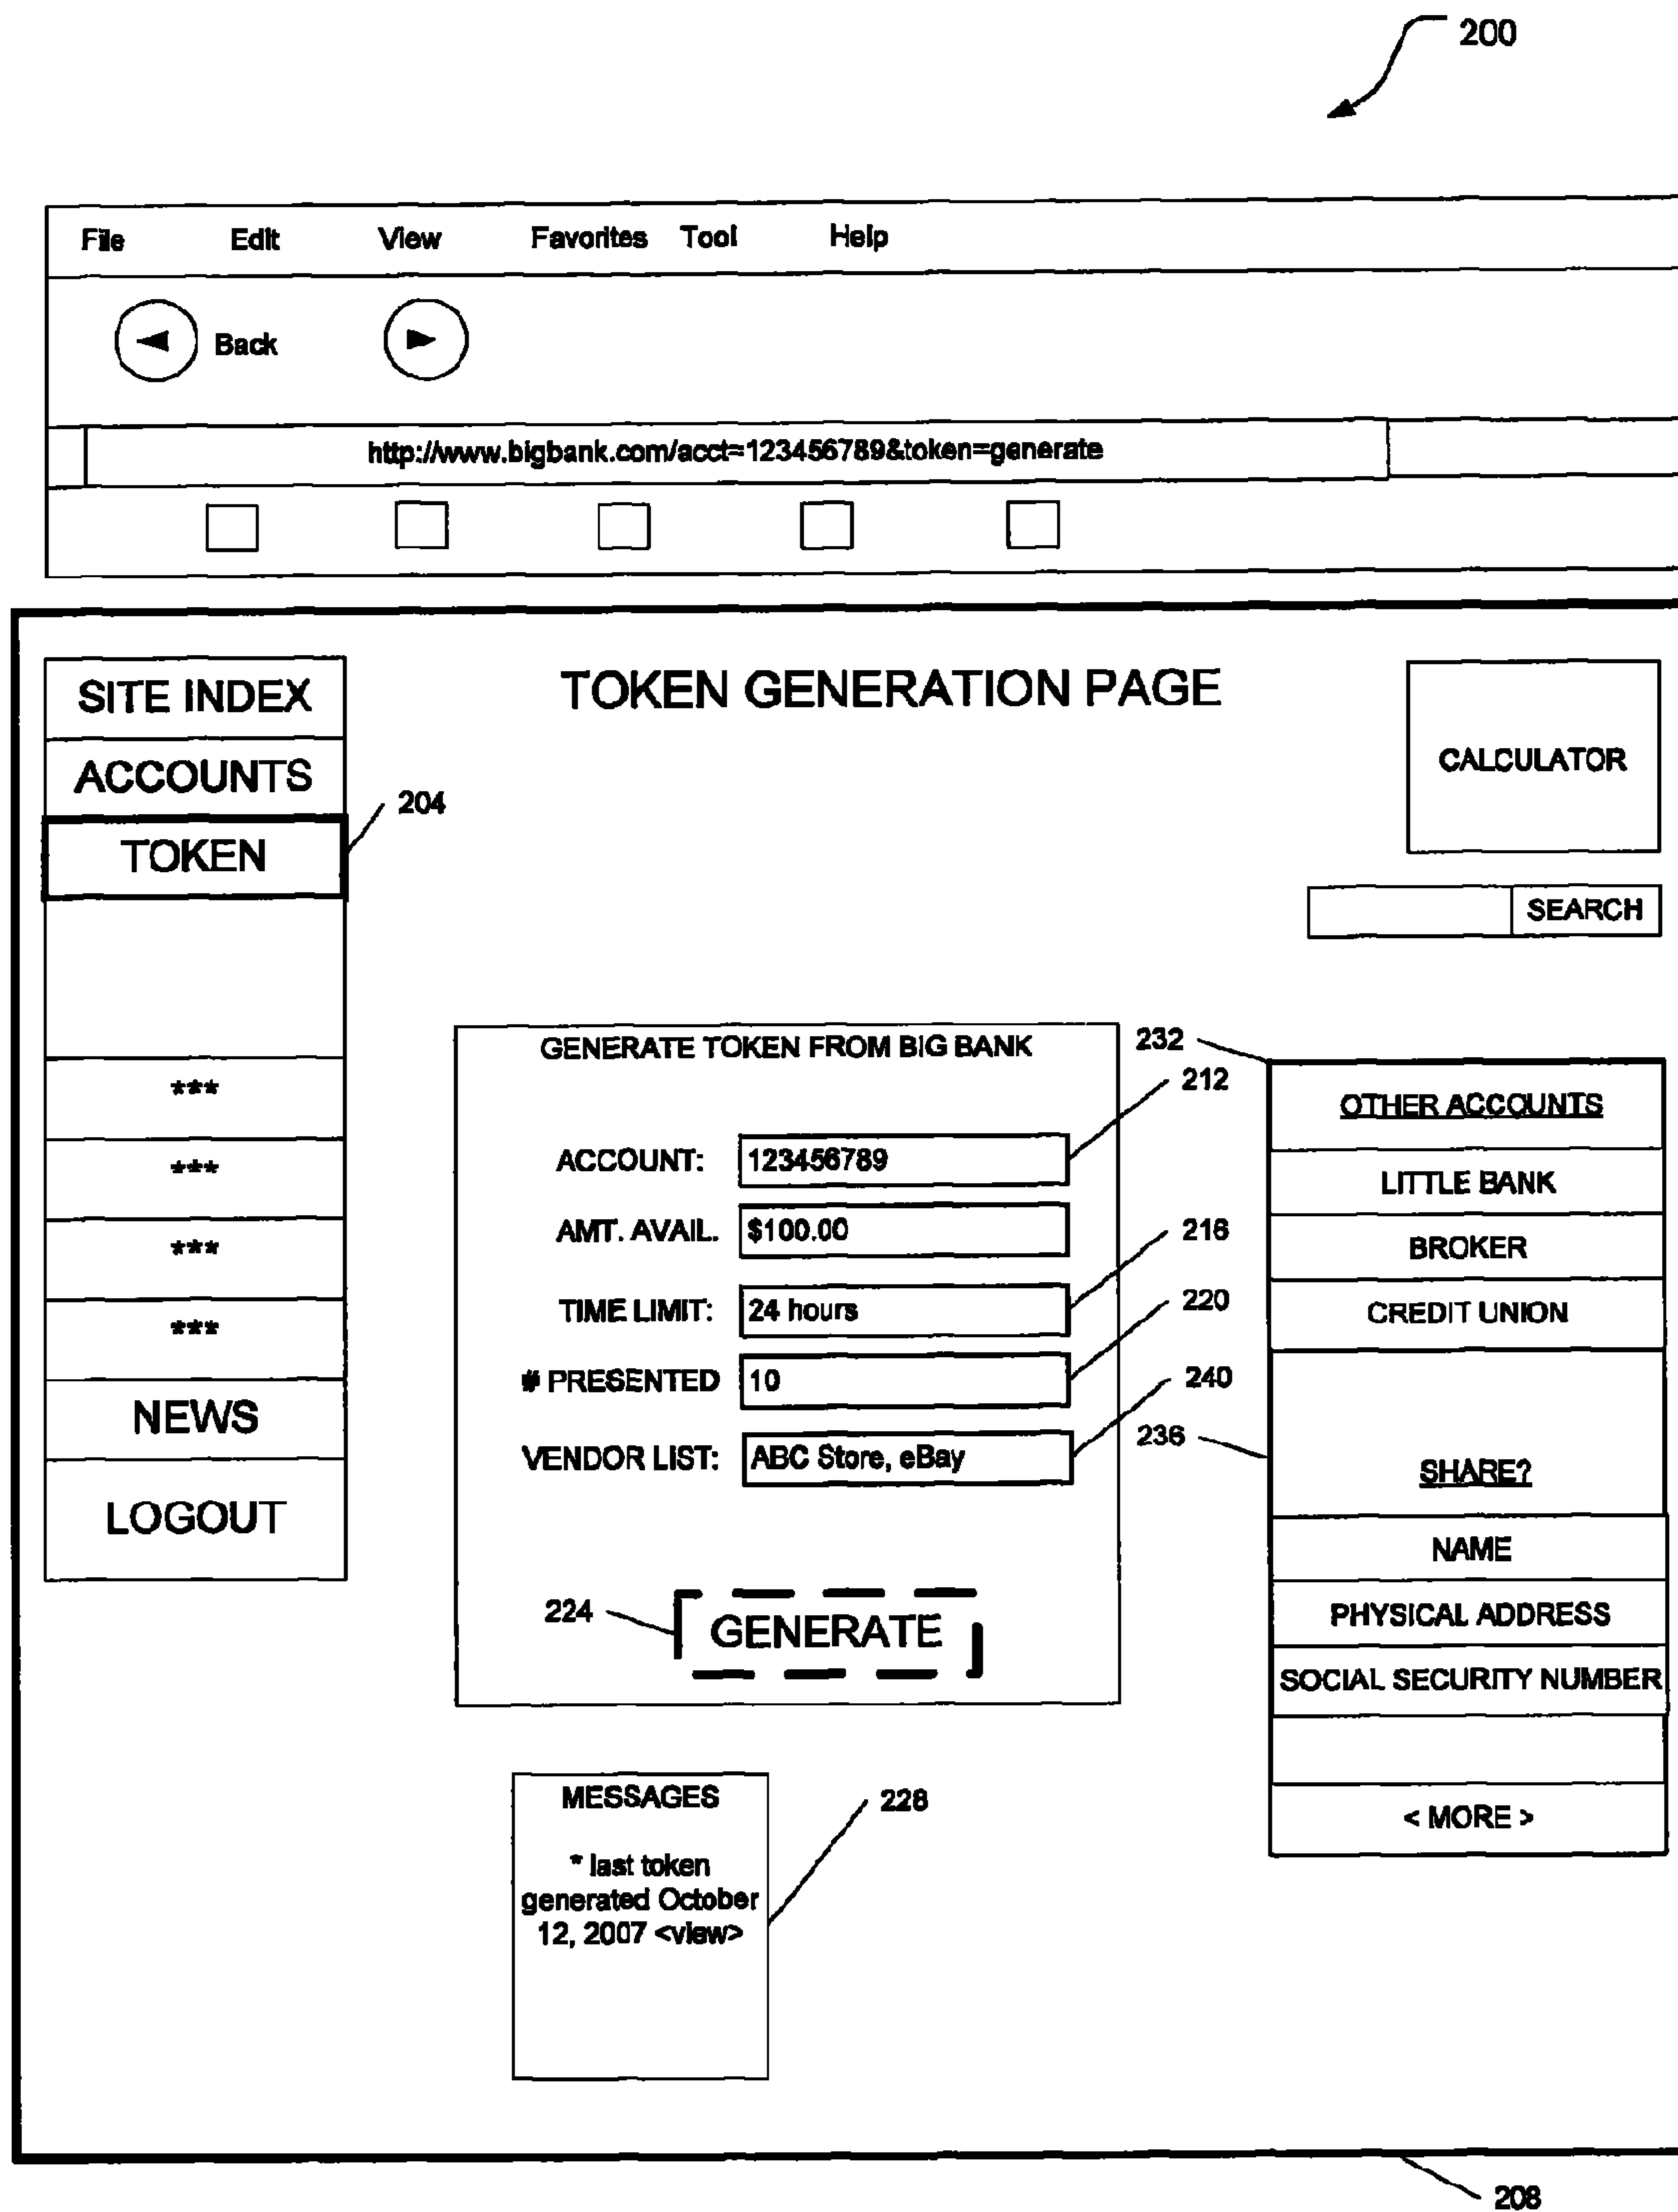 200
File Edit View Favorites Tool Help
Back
http://www.bigbank.com/acct=123456789&token=generate
SITE INDEX
ACCOUNTS
TOKEN
204
***
***
***
***
NEWS
LOGOUT
TOKEN GENERATION PAGE
CALCULATOR
SEARCH
GENERATE TOKEN FROM BIG BANK
ACCOUNT: 123456789
212
AMT. AVAIL. $100.00
TIME LIMIT: 24 hours
216
# PRESENTED 10
220
VENDOR LIST: ABC Store, eBay
240
224
GENERATE
232
OTHER ACCOUNTS
LITTLE BANK
BROKER
CREDIT UNION
236
SHARE?
NAME
PHYSICAL ADDRESS
SOCIAL SECURITY NUMBER
< MORE >
MESSAGES
* last token
generated October
12, 2007 <view>
228
208